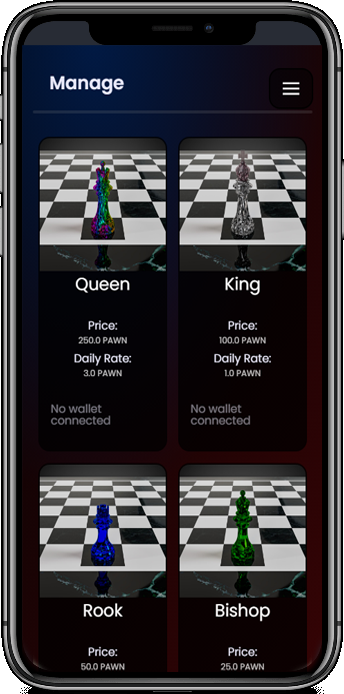 Manage
Queen
Price:
250.0 PAWN
Daily Rate:
3.0 PAWN
No wallet
connected
King
Price:
100.0 PAWN
Daily Rate:
1.0 PAWN
No wallet
connected
Rook
Price:
50.0 PAWN
Bishop
Price:
25.0 PAWN